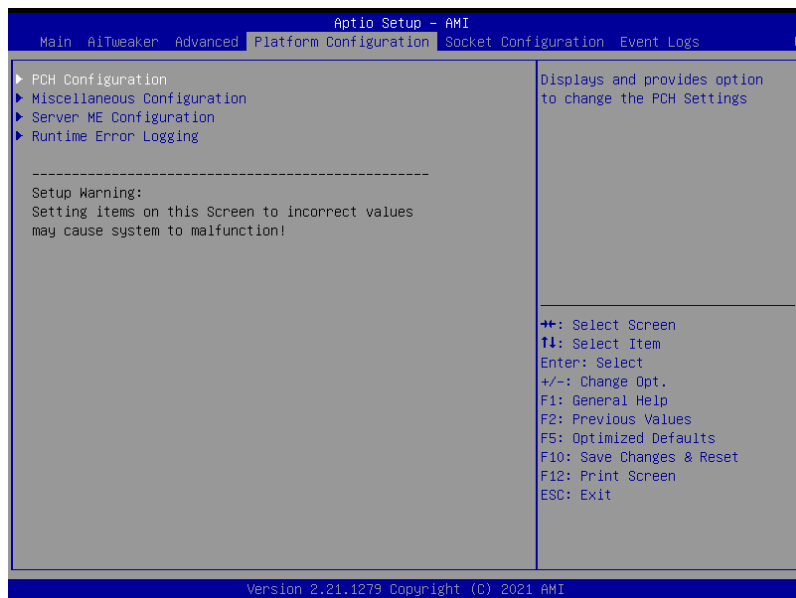 Aptio Setup – AMI
Main AiTweaker Advanced Platform Configuration Socket Configuration Event Logs
PCH Configuration
Miscellaneous Configuration
Server ME Configuration
Runtime Error Logging
------------------------------------------------
Setup Warning:
Setting items on this Screen to incorrect values
may cause system to malfunction!
Displays and provides option
to change the PCH Settings
→←: Select Screen
↑↓: Select Item
Enter: Select
+/-: Change Opt.
F1: General Help
F2: Previous Values
F5: Optimized Defaults
F10: Save Changes & Reset
F12: Print Screen
ESC: Exit
Version 2.21.1279 Copyright (C) 2021 AMI